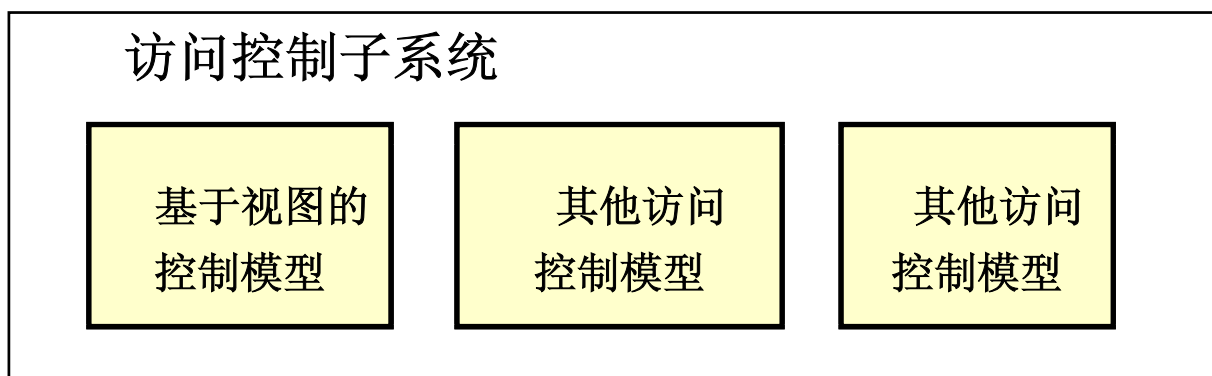 访问控制子系统
基于视图的
控制模型
其他访问
控制模型
其他访问
控制模型